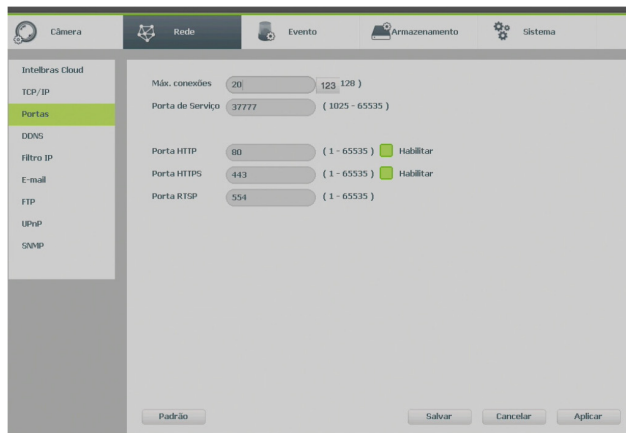 Câmera Rede Evento Armazenamento Sistema
Intelbras Cloud
TCP/IP
Portas
DDNS
Filtro IP
E-mail
FTP
UPnP
SNMP
Máx. conexões 20 123 128 )
Porta de Serviço 37777 ( 1025 - 65535 )
Porta HTTP 80 ( 1 - 65535 ) Habilitar
Porta HTTPS 443 ( 1 - 65535 ) Habilitar
Porta RTSP 554 ( 1 - 65535 )
Padrão Salvar Cancelar Aplicar